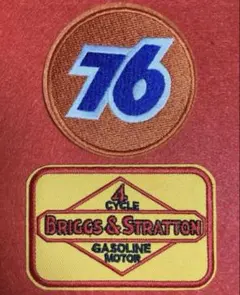 76
4
CYCLE
BRIGGS & STRATTON
GASOLINE
MOTOR